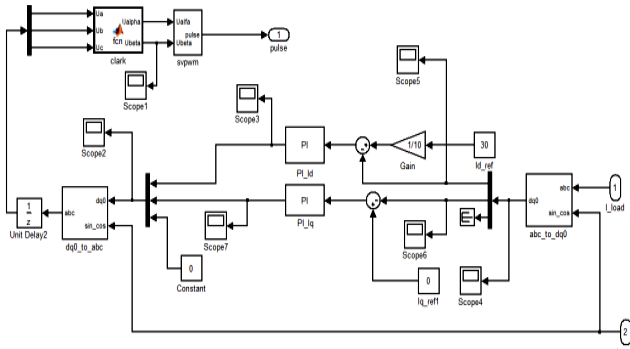 Ua
Ub
Uc
fcn
Ualpha
Ubeta
clark
Ualfa
Ubeta
pulse
svpwm
1
pulse
Scope1
Scope5
Scope3
Scope2
PI
PI_Id
1/10
Gain
30
Id_ref
1
z
Unit Delay2
abc
dq0
sin_cos
dq0_to_abc
Scope7
0
Constant
PI
PI_Iq
Scope6
0
Iq_ref1
Scope4
dq0
abc
sin_cos
abc_to_dq0
1
I_load
2